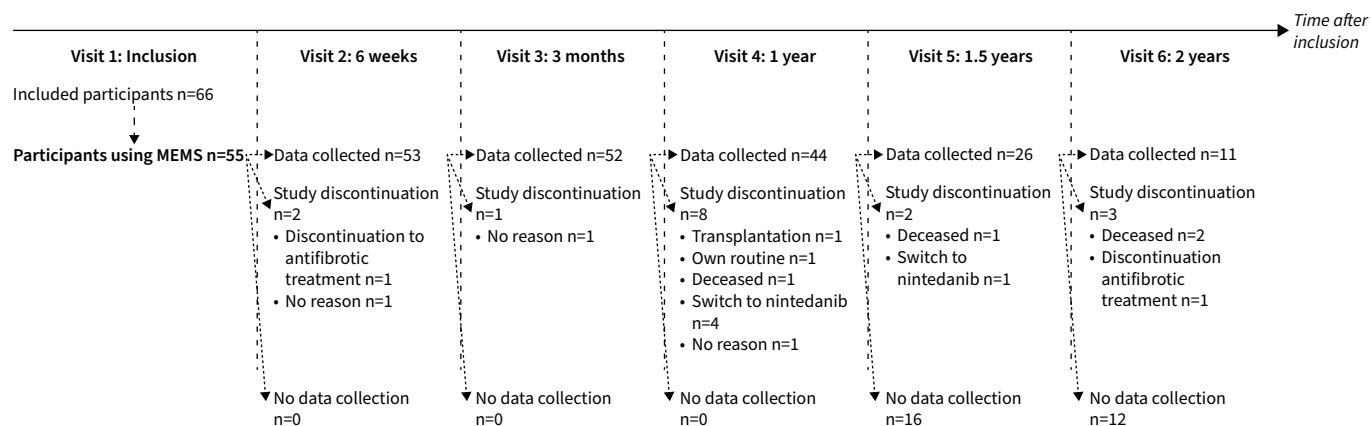 Time after
inclusion
Visit 1: Inclusion
Included participants n=66
Participants using MEMS n=55
Visit 2: 6 weeks
Data collected n=53
Study discontinuation
n=2
• Discontinuation to
antifibrotic
treatment n=1
• No reason n=1
No data collection
n=0
Visit 3: 3 months
Data collected n=52
Study discontinuation
n=1
• No reason n=1
No data collection
n=0
Visit 4: 1 year
Data collected n=44
Study discontinuation
n=8
• Transplantation n=1
• Own routine n=1
• Deceased n=1
• Switch to nintedanib
n=4
• No reason n=1
No data collection
n=0
Visit 5: 1.5 years
Data collected n=26
Study discontinuation
n=2
• Deceased n=1
• Switch to
nintedanib n=1
No data collection
n=16
Visit 6: 2 years
Data collected n=11
Study discontinuation
n=3
• Deceased n=2
• Discontinuation
antifibrotic
treatment n=1
No data collection
n=12